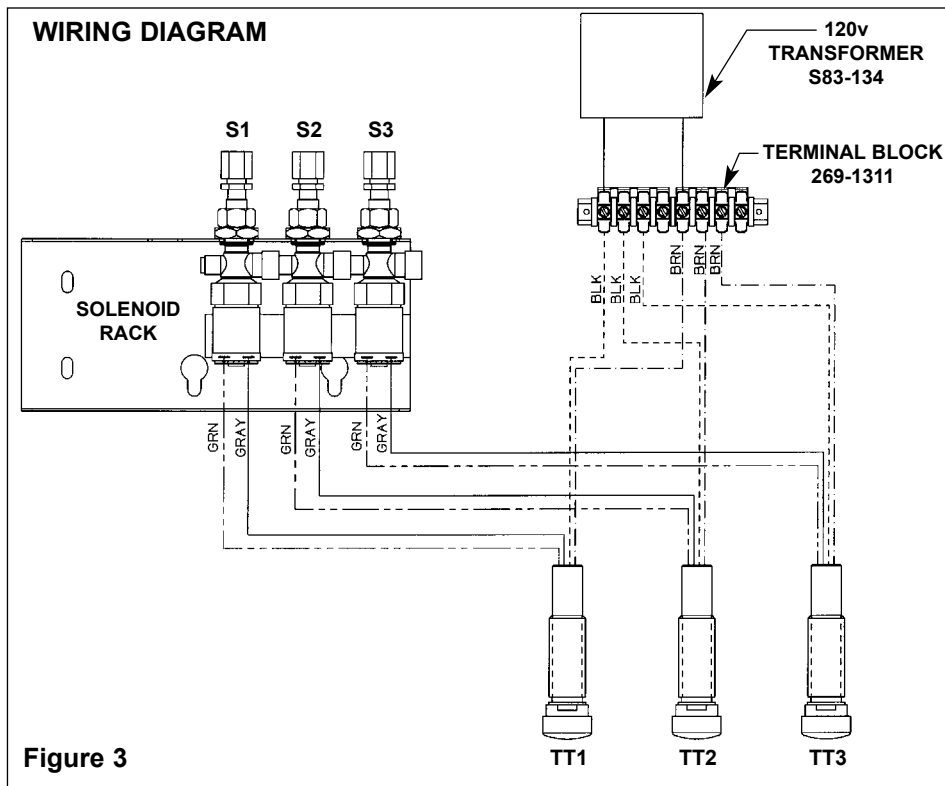 WIRING DIAGRAM
120v
TRANSFORMER
S83-134
S1
S2
S3
TERMINAL BLOCK
269-1311
SOLENOID
RACK
BLK
BLK
BLK
BRN
BRN
BRN
GRN
GRAY
GRN
GRAY
GRN
GRAY
Figure 3
TT1
TT2
TT3